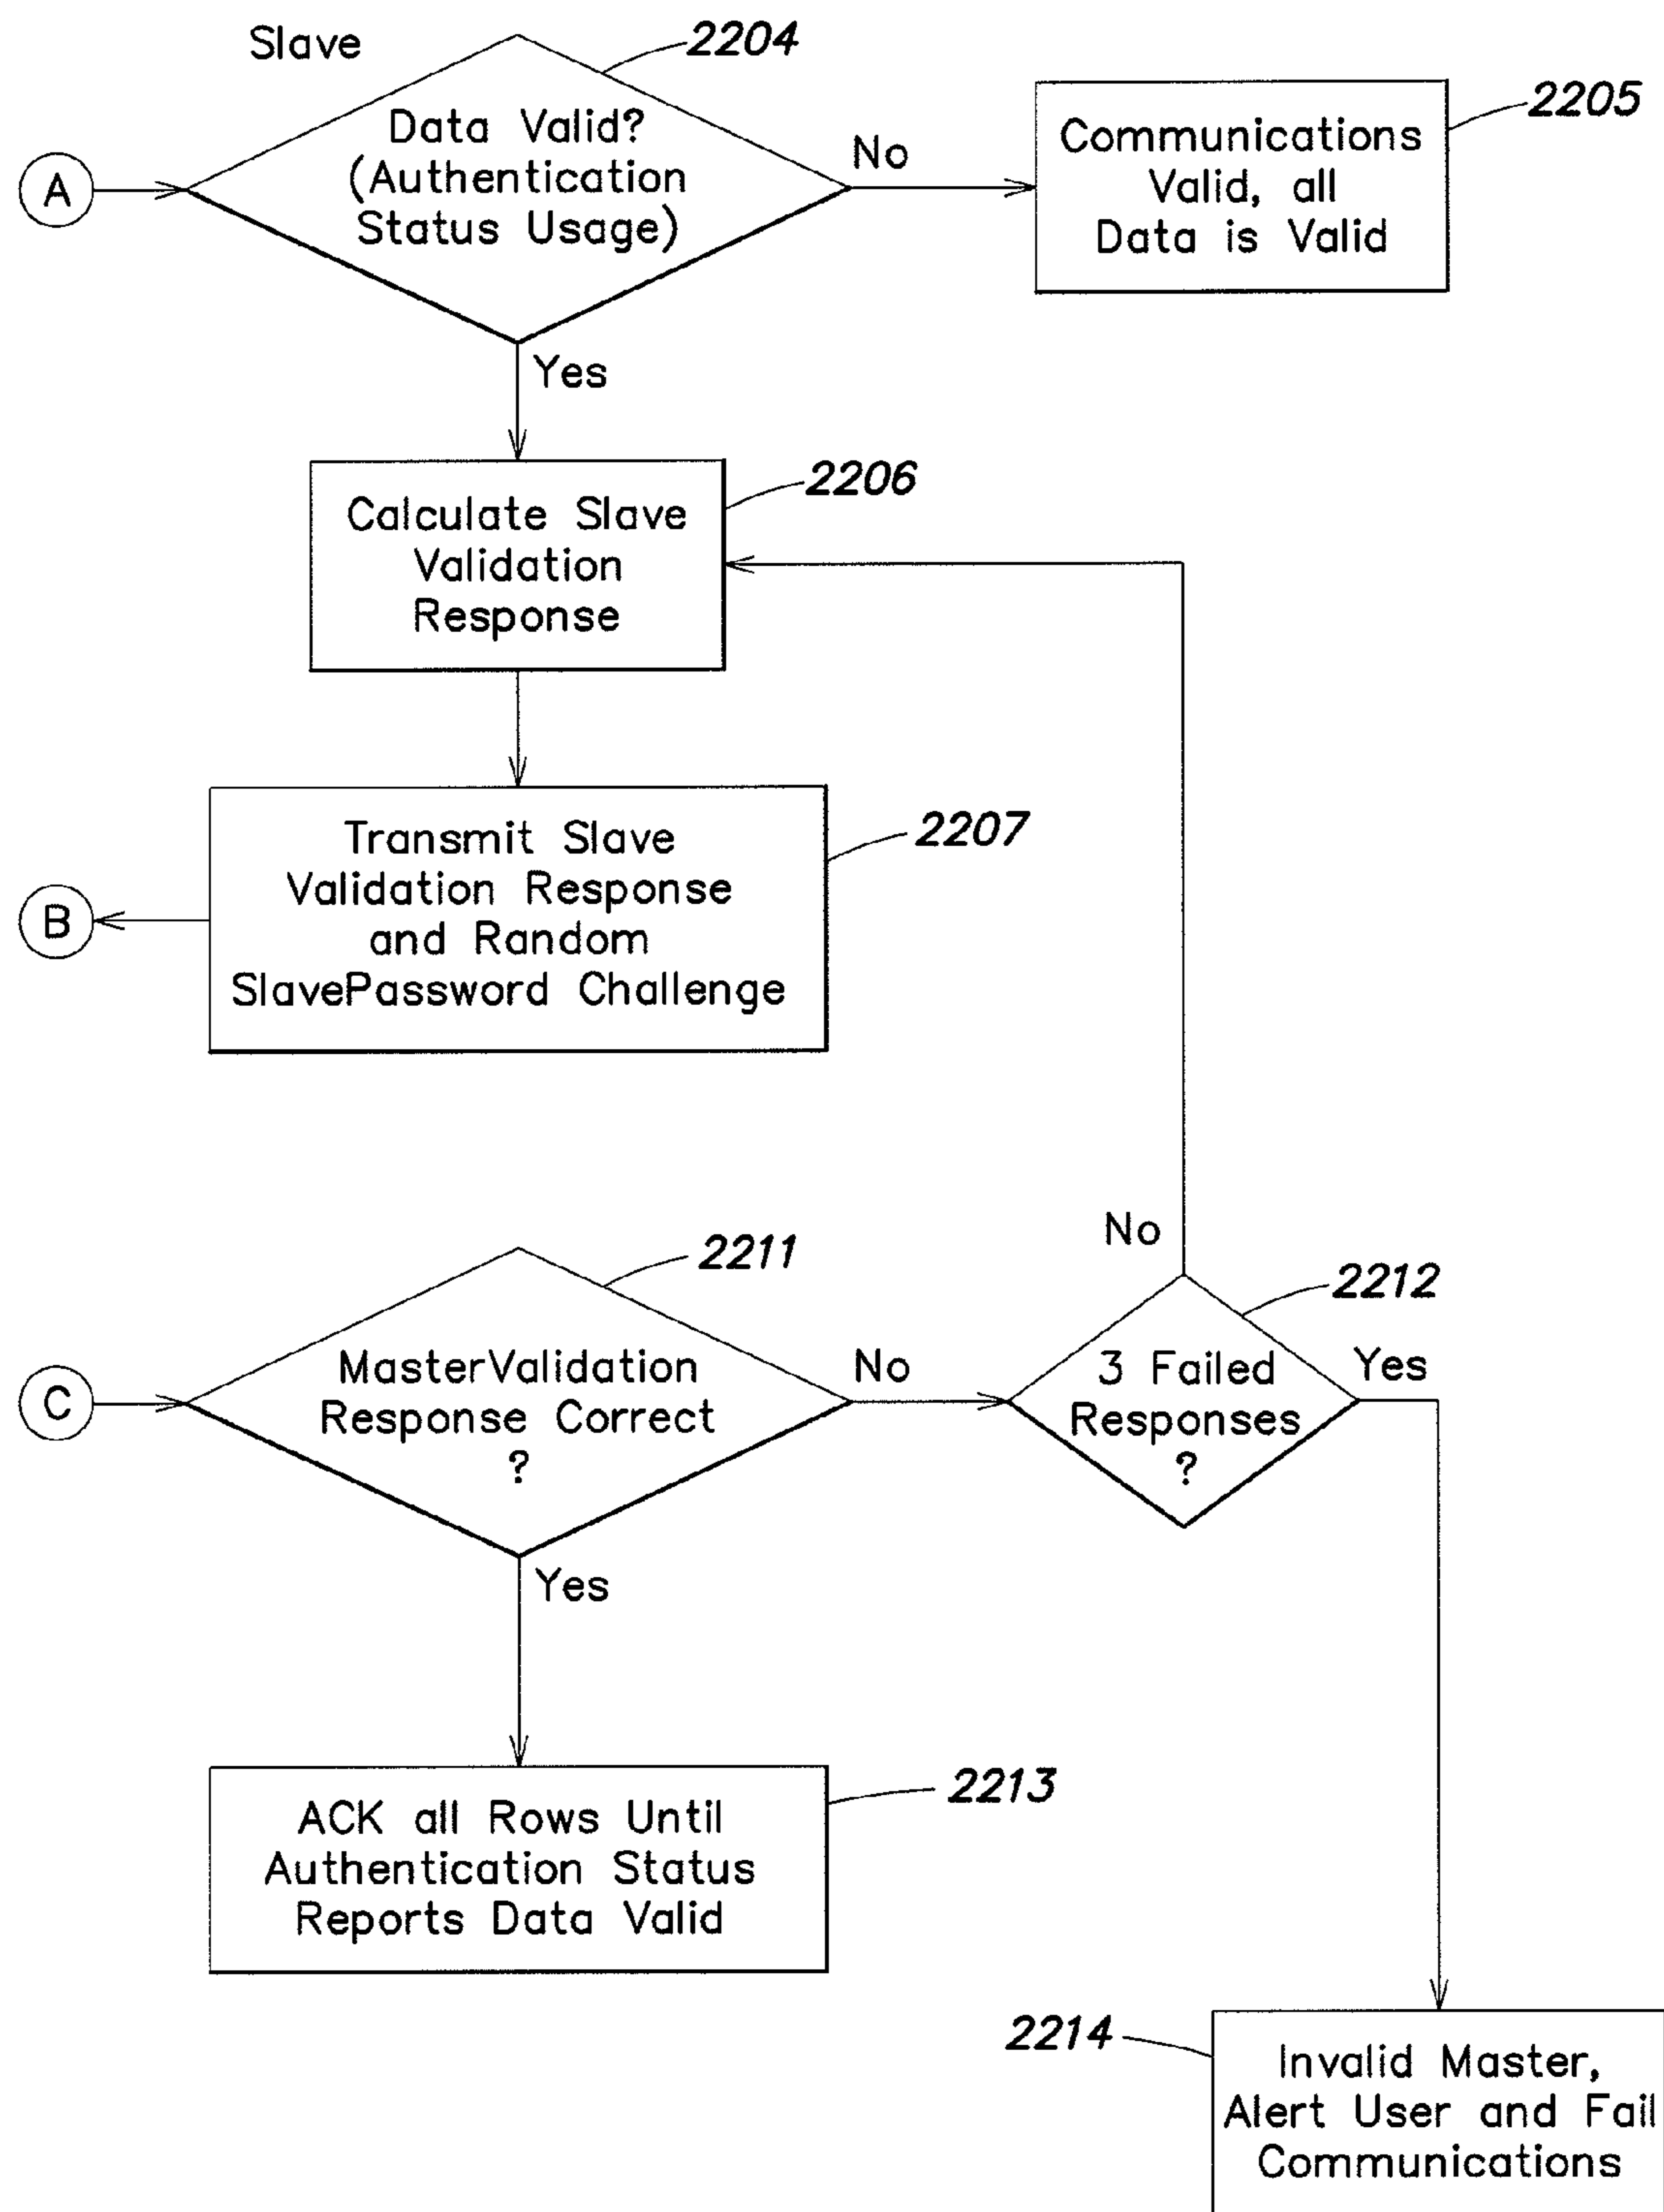 Slave
2204
Data Valid?
(Authentication
Status Usage)
A
No
2205
Communications
Valid, all
Data is Valid
Yes
2206
Calculate Slave
Validation
Response
2207
Transmit Slave
Validation Response
and Random
SlavePassword Challenge
B
No
2211
2212
MasterValidation
Response Correct
?
C
No
3 Failed
Responses
?
Yes
Yes
2213
ACK all Rows Until
Authentication Status
Reports Data Valid
2214
Invalid Master,
Alert User and Fail
Communications